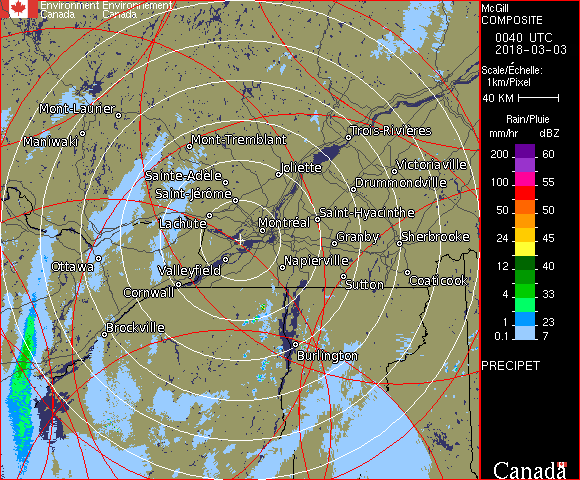 Environment Environnement
Canada Canada
Mont-Laurier
Maniwaki
Mont-Tremblant
Trois-Rivières
Sainte-Adèle
Joliette
Victoriaville
Saint-Jérôme
Drummondville
Lachute
Montréal
Saint-Hyacinthe
Granby
Sherbrooke
Ottawa
Valleyfield
Napierville
Cornwall
Sutton
Coaticook
Brockville
Burlington
McGill
COMPOSITE
0040 UTC
2018-03-03
Scale/Échelle:
1km/Pixel
40 KM
Rain/Pluie
mm/hr dBZ
200 60
100 55
50 50
24 45
12 40
4 33
1 23
0.1 7
PRECIPET
Canada